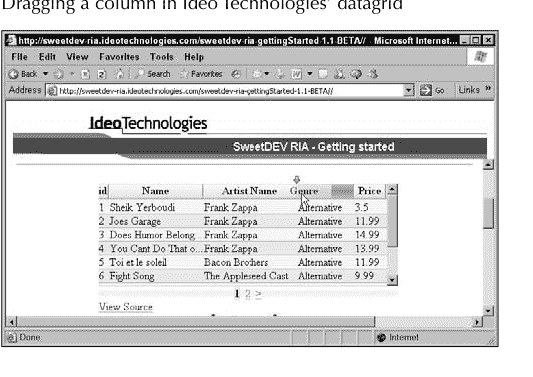 Dragging a column in Ideo Technologies' datagrid
http://sweetdev-ria.ideotechnologies.com/sweetdev-ria-gettingStarted-1.1-BETA// - Microsoft Internet...
File Edit View Favorites Tools Help
Back Search Favorites
Address http://sweetdev-ria.ideotechnologies.com/sweetdev-ria-gettingStarted-1.1-BETA// Go Links »
IdeoTechnologies
SweetDEV RIA - Getting started
id Name Artist Name Genre Price
1 Sheik Yerboudi Frank Zappa Alternative 3.5
2 Joes Garage Frank Zappa Alternative 11.99
3 Does Humor Belong Frank Zappa Alternative 14.99
4 You Cant Do That o... Frank Zappa Alternative 13.99
5 Toi et le soleil Bacon Brothers Alternative 11.99
6 Fight Song The Appleseed Cast Alternative 9.99
1 2 >
View Source
Done Internet